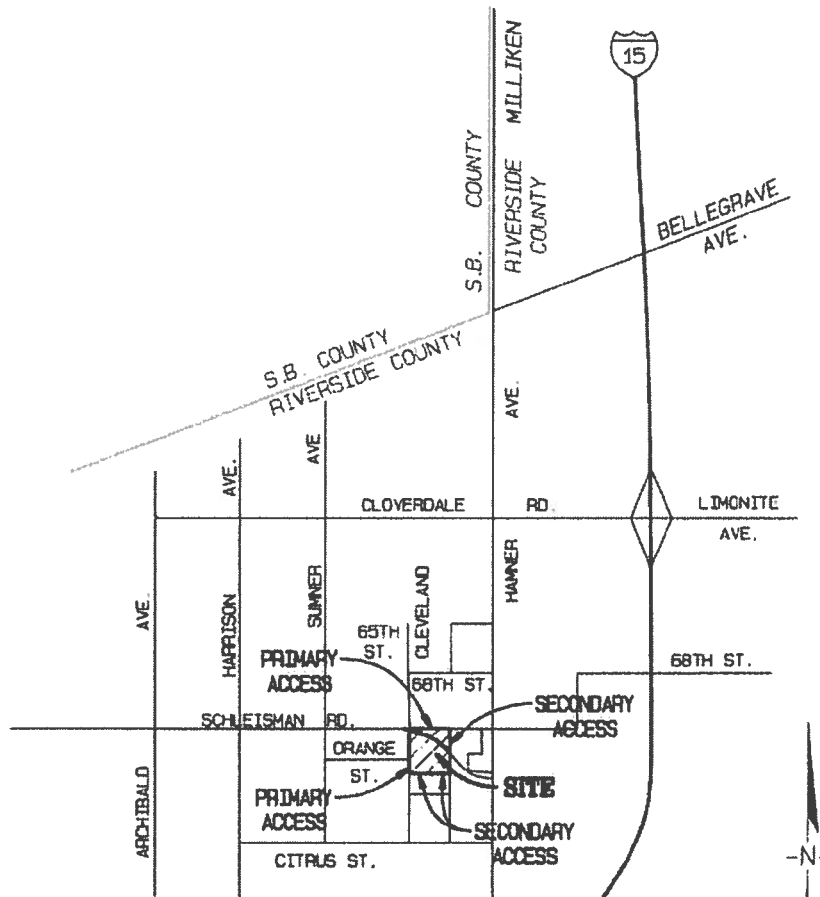 15
MILLIKEN
S.B. COUNTY
RIVERSIDE
COUNTY
BELLEGRAVE
AVE.
S.B. COUNTY
RIVERSIDE COUNTY
AVE.
AVE
AVE.
CLOVERDALE RD.
LIMONITE
AVE.
HAMNER
CLEVELAND
SUMNER
HARRISON
AVE.
65TH
ST.
PRIMARY
ACCESS
68TH ST.
68TH ST.
SECONDARY
ACCESS
SCHLEISMAN RD.
ORANGE
ST.
SITE
PRIMARY
ACCESS
SECONDARY
ACCESS
ARCHIBALD
CITRUS ST.
-N-